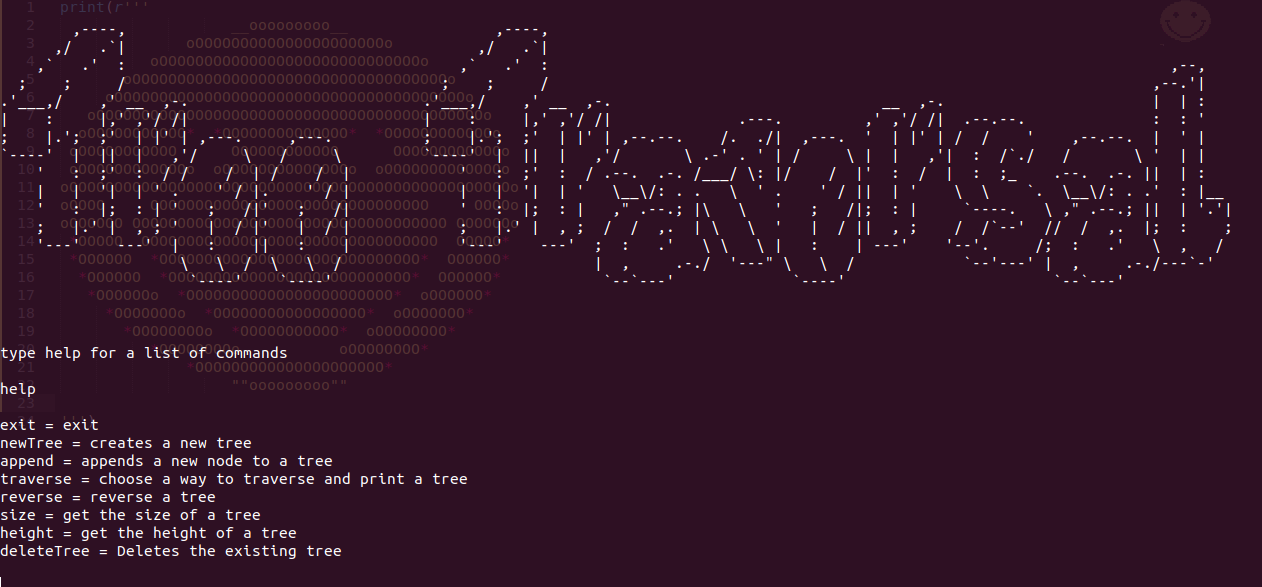 Tree Traversal
type help for a list of commands
help
exit = exit
newTree = creates a new tree
append = appends a new node to a tree
traverse = choose a way to traverse and print a tree
reverse = reverse a tree
size = get the size of a tree
height = get the height of a tree
deleteTree = Deletes the existing tree